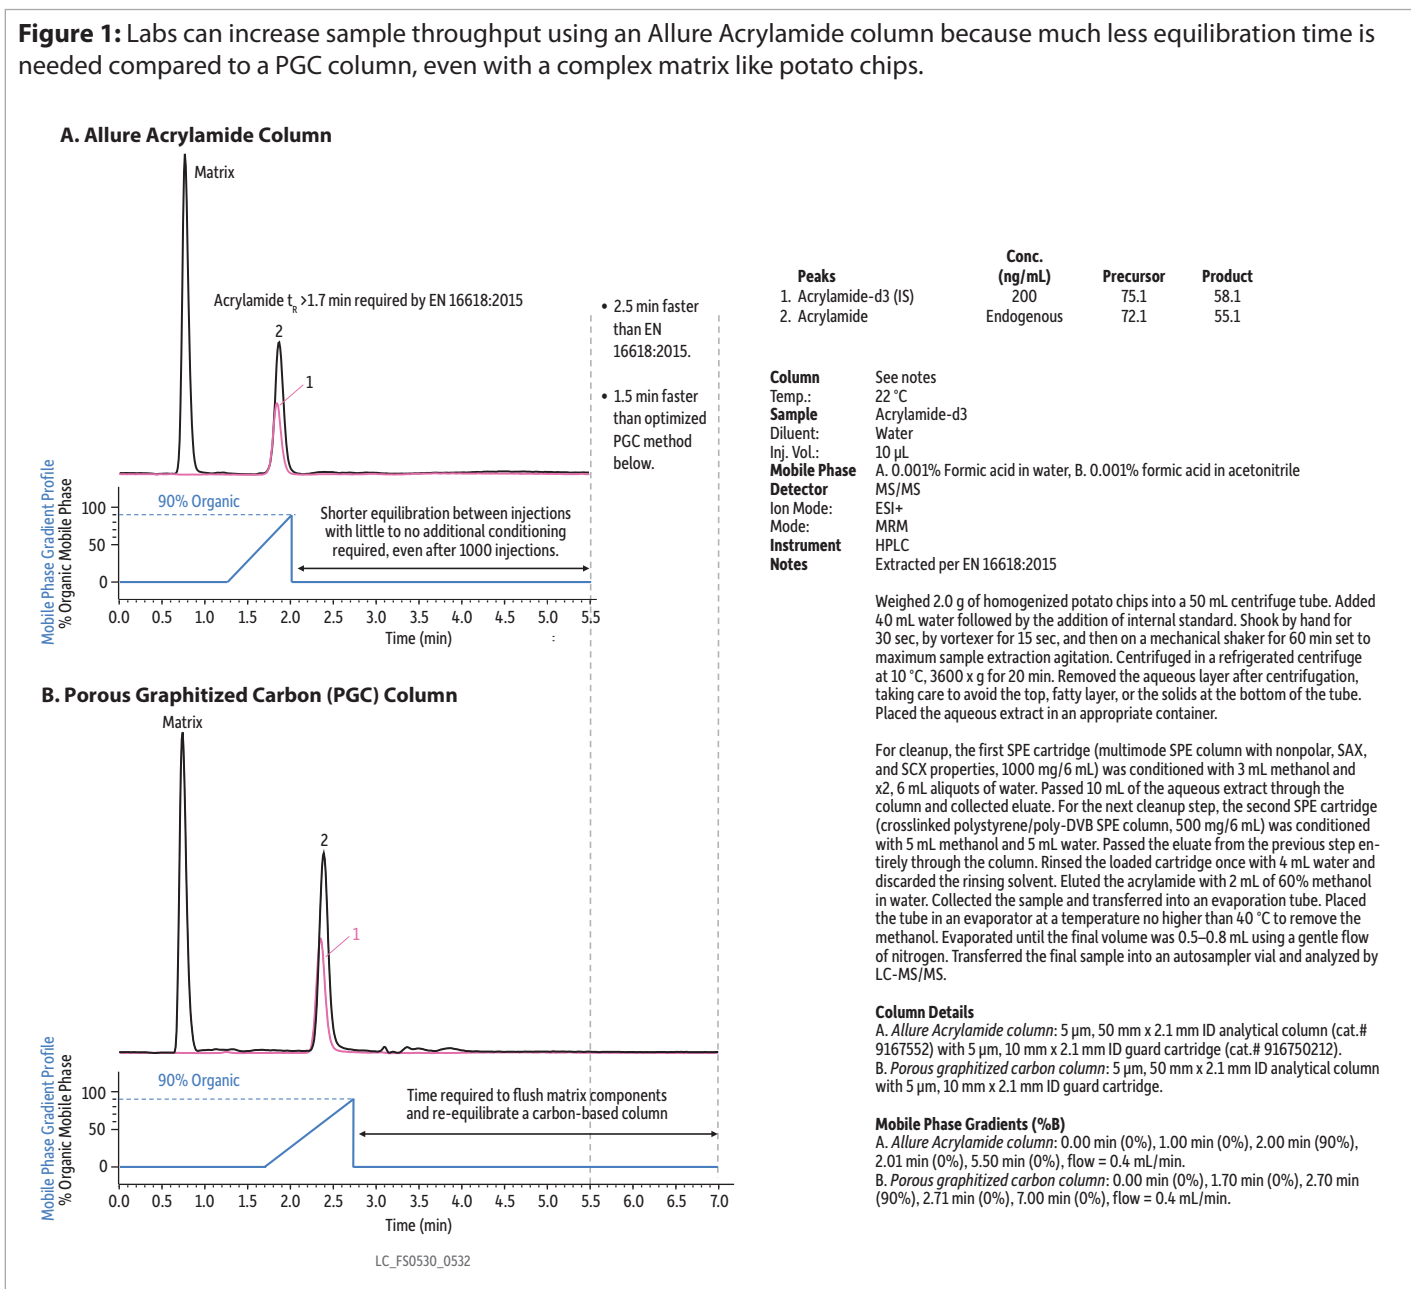 Figure 1: Labs can increase sample throughput using an Allure Acrylamide column because much less equilibration time is
needed compared to a PGC column, even with a complex matrix like potato chips.
A. Allure Acrylamide Column
Matrix
Acrylamide tR >1.7 min required by EN 16618:2015
2
1
• 2.5 min faster
than EN
16618:2015.
• 1.5 min faster
than optimized
PGC method
below.
Mobile Phase Gradient Profile
% Organic Mobile Phase
90% Organic
100
50
0
Shorter equilibration between injections
with little to no additional conditioning
required, even after 1000 injections.
0.0 0.5 1.0 1.5 2.0 2.5 3.0 3.5 4.0 4.5 5.0 5.5
Time (min)
:
B. Porous Graphitized Carbon (PGC) Column
Matrix
2
1
Mobile Phase Gradient Profile
% Organic Mobile Phase
90% Organic
100
50
0
Time required to flush matrix components
and re-equilibrate a carbon-based column
0.0 0.5 1.0 1.5 2.0 2.5 3.0 3.5 4.0 4.5 5.0 5.5 6.0 6.5 7.0
Time (min)
LC_FS0530_0532
Conc.
Peaks (ng/mL) Precursor Product
1. Acrylamide-d3 (IS) 200 75.1 58.1
2. Acrylamide Endogenous 72.1 55.1
Column See notes
Temp.: 22 °C
Sample Acrylamide-d3
Diluent: Water
Inj. Vol.: 10 µL
Mobile Phase A. 0.001% Formic acid in water, B. 0.001% formic acid in acetonitrile
Detector MS/MS
Ion Mode: ESI+
Mode: MRM
Instrument HPLC
Notes Extracted per EN 16618:2015
Weighed 2.0 g of homogenized potato chips into a 50 mL centrifuge tube. Added
40 mL water followed by the addition of internal standard. Shook by hand for
30 sec, by vortexer for 15 sec, and then on a mechanical shaker for 60 min set to
maximum sample extraction agitation. Centrifuged in a refrigerated centrifuge
at 10 °C, 3600 x g for 20 min. Removed the aqueous layer after centrifugation,
taking care to avoid the top, fatty layer, or the solids at the bottom of the tube.
Placed the aqueous extract in an appropriate container.
For cleanup, the first SPE cartridge (multimode SPE column with nonpolar, SAX,
and SCX properties, 1000 mg/6 mL) was conditioned with 3 mL methanol and
x2, 6 mL aliquots of water. Passed 10 mL of the aqueous extract through the
column and collected eluate. For the next cleanup step, the second SPE cartridge
(crosslinked polystyrene/poly-DVB SPE column, 500 mg/6 mL) was conditioned
with 5 mL methanol and 5 mL water. Passed the eluate from the previous step en-
tirely through the column. Rinsed the loaded cartridge once with 4 mL water and
discarded the rinsing solvent. Eluted the acrylamide with 2 mL of 60% methanol
in water. Collected the sample and transferred into an evaporation tube. Placed
the tube in an evaporator at a temperature no higher than 40 °C to remove the
methanol. Evaporated until the final volume was 0.5–0.8 mL using a gentle flow
of nitrogen. Transferred the final sample into an autosampler vial and analyzed by
LC-MS/MS.
Column Details
A. Allure Acrylamide column: 5 µm, 50 mm x 2.1 mm ID analytical column (cat.#
9167552) with 5 µm, 10 mm x 2.1 mm ID guard cartridge (cat.# 916750212).
B. Porous graphitized carbon column: 5 µm, 50 mm x 2.1 mm ID analytical column
with 5 µm, 10 mm x 2.1 mm ID guard cartridge.
Mobile Phase Gradients (%B)
A. Allure Acrylamide column: 0.00 min (0%), 1.00 min (0%), 2.00 min (90%),
2.01 min (0%), 5.50 min (0%), flow = 0.4 mL/min.
B. Porous graphitized carbon column: 0.00 min (0%), 1.70 min (0%), 2.70 min
(90%), 2.71 min (0%), 7.00 min (0%), flow = 0.4 mL/min.